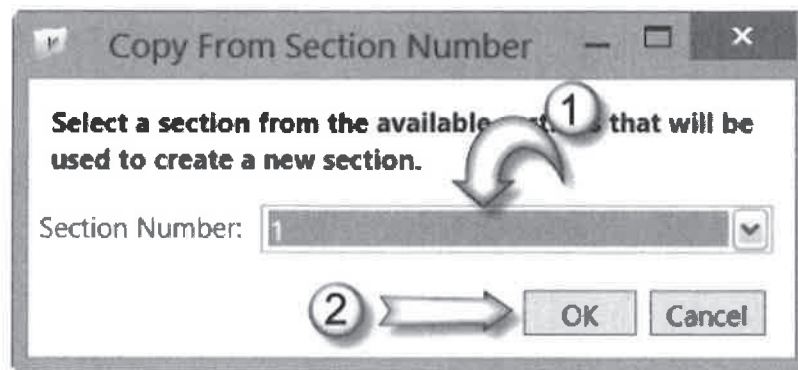 Copy From Section Number
Select a section from the available that will be
used to create a new section.
Section Number: 1
OK Cancel
1
2